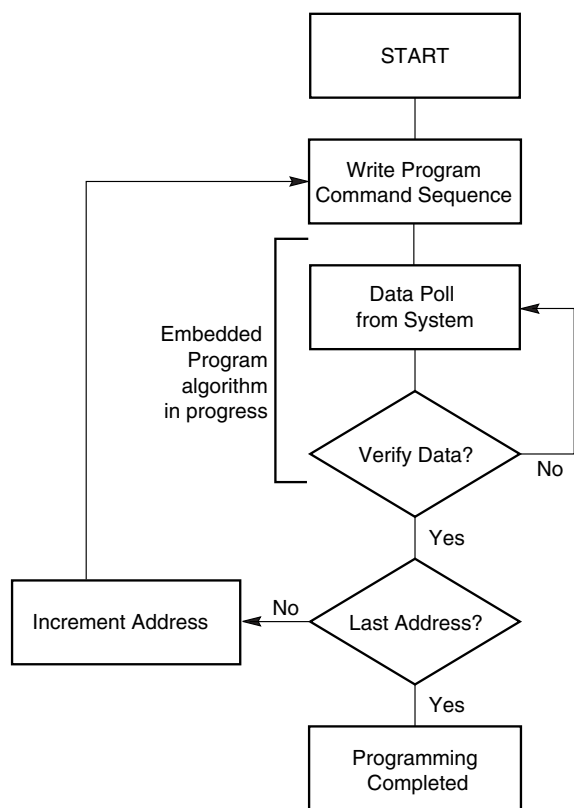 START
Write Program
Command Sequence
Data Poll
from System
Embedded
Program
algorithm
in progress
Verify Data?
No
Yes
Last Address?
No
Increment Address
Yes
Programming
Completed